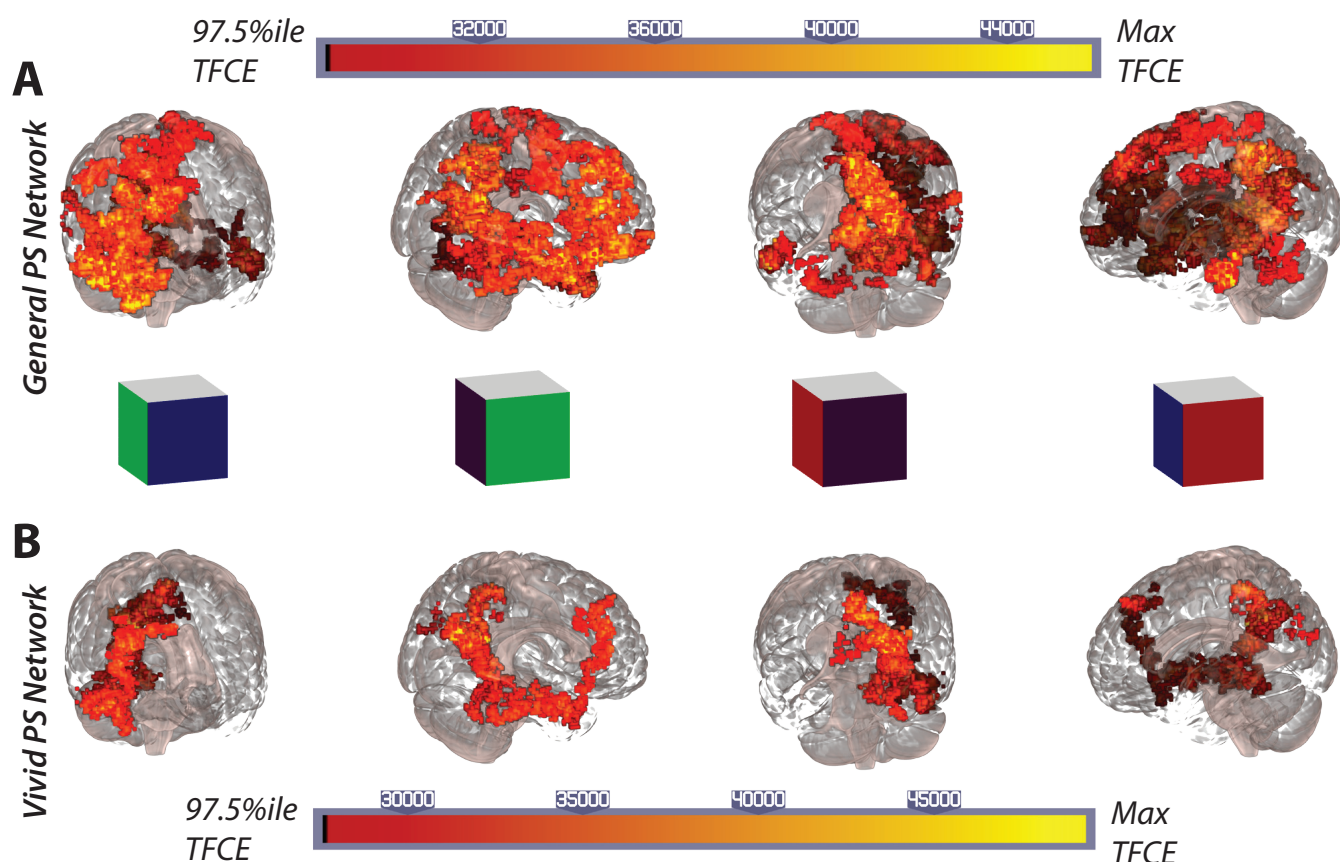 97.5%ile
TFCE
32000
36000
40000
44000
Max
TFCE
A
General PS Network
B
Vivid PS Network
97.5%ile
TFCE
30000
35000
40000
45000
Max
TFCE